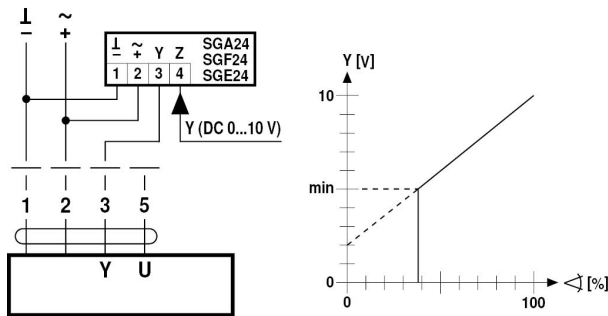 ⊥ ~
– +
⊥ ~ Y Z
– +
1 2 3 4
SGA24
SGF24
SGE24
Y (DC 0...10 V)
1 2 3 5
Y U
Y [V]
10
min
0
0 100
∢ [%]